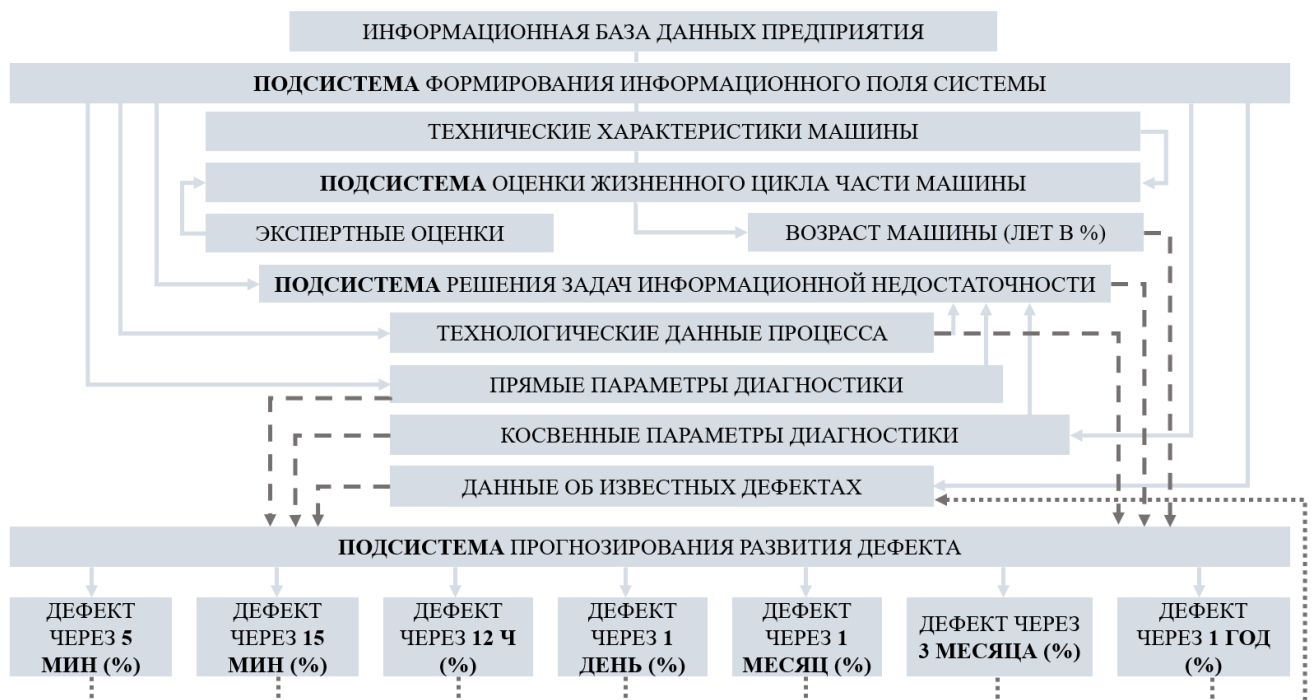 ИНФОРМАЦИОННАЯ БАЗА ДАННЫХ ПРЕДПРИЯТИЯ
ПОДСИСТЕМА ФОРМИРОВАНИЯ ИНФОРМАЦИОННОГО ПОЛЯ СИСТЕМЫ
ТЕХНИЧЕСКИЕ ХАРАКТЕРИСТИКИ МАШИНЫ
ПОДСИСТЕМА ОЦЕНКИ ЖИЗНЕННОГО ЦИКЛА ЧАСТИ МАШИНЫ
ЭКСПЕРТНЫЕ ОЦЕНКИ
ВОЗРАСТ МАШИНЫ (ЛЕТ В %)
ПОДСИСТЕМА РЕШЕНИЯ ЗАДАЧ ИНФОРМАЦИОННОЙ НЕДОСТАТОЧНОСТИ
ТЕХНОЛОГИЧЕСКИЕ ДАННЫЕ ПРОЦЕССА
ПРЯМЫЕ ПАРАМЕТРЫ ДИАГНОСТИКИ
КОСВЕННЫЕ ПАРАМЕТРЫ ДИАГНОСТИКИ
ДАННЫЕ ОБ ИЗВЕСТНЫХ ДЕФЕКТАХ
ПОДСИСТЕМА ПРОГНОЗИРОВАНИЯ РАЗВИТИЯ ДЕФЕКТА
ДЕФЕКТ
ЧЕРЕЗ 5
МИН (%)
ДЕФЕКТ
ЧЕРЕЗ 15
МИН (%)
ДЕФЕКТ
ЧЕРЕЗ 12 Ч
(%)
ДЕФЕКТ
ЧЕРЕЗ 1
ДЕНЬ (%)
ДЕФЕКТ
ЧЕРЕЗ 1
МЕСЯЦ (%)
ДЕФЕКТ ЧЕРЕЗ
3 МЕСЯЦА (%)
ДЕФЕКТ
ЧЕРЕЗ 1 ГОД
(%)